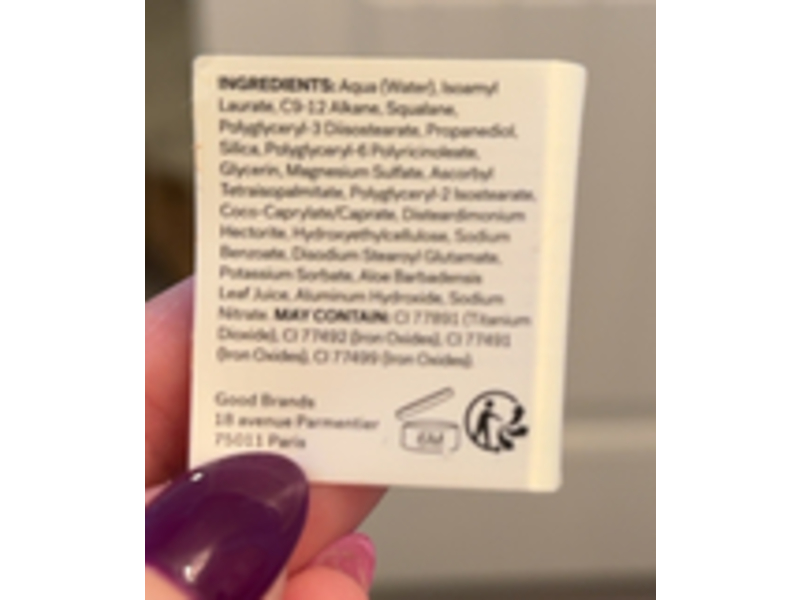 INGREDIENTS: Aqua (Water), Isoamyl
Laurate, C9-12 Alkane, Squalane,
Polyglyceryl-3 Diisostearate, Propanediol,
Silica, Polyglyceryl-6 Polyricinoleate,
Glycerin, Magnesium Sulfate, Ascorbyl
Tetraisopalmitate, Polyglyceryl-2 Isostearate,
Coco-Caprylate/Caprate, Disteardimonium
Hectorite, Hydroxyethylcellulose, Sodium
Benzoate, Disodium Stearoyl Glutamate,
Potassium Sorbate, Aloe Barbadensis
Leaf Juice, Aluminum Hydroxide, Sodium
Nitrate. MAY CONTAIN: CI 77891 (Titanium
Dioxide), CI 77492 (Iron Oxides), CI 77491
(Iron Oxides), CI 77499 (Iron Oxides)
Good Brands
18 avenue Parmentier
75011 Paris
6M